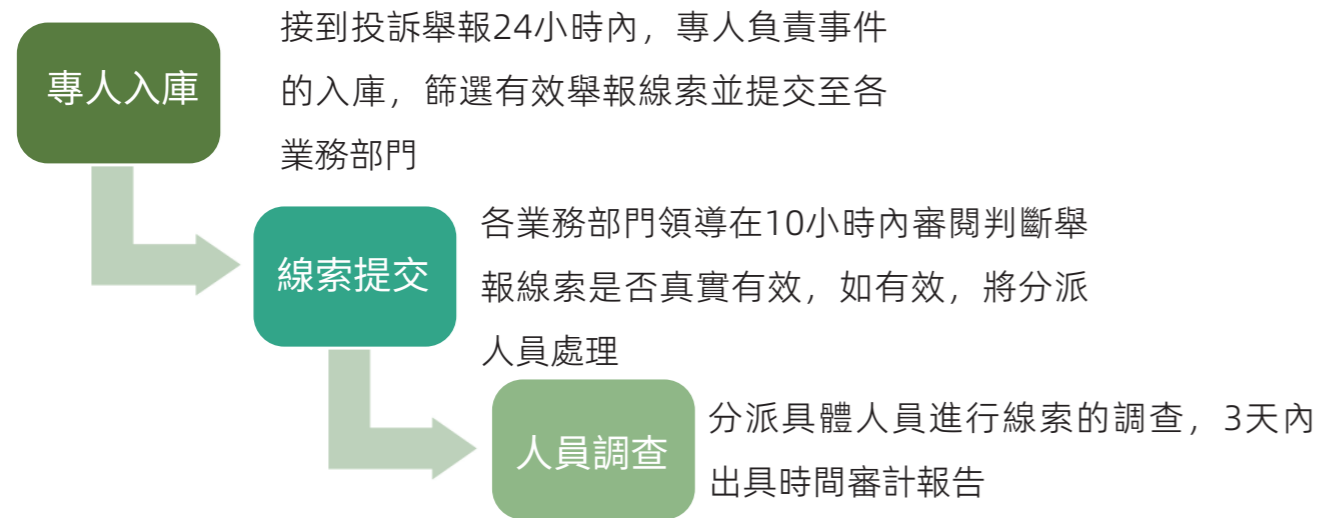 專人入庫
接到投訴舉報24小時內，專人負責事件
的入庫，篩選有效舉報線索並提交至各
業務部門
線索提交
各業務部門領導在10小時內審閱判斷舉
報線索是否真實有效，如有效，將分派
人員處理
人員調查
分派具體人員進行線索的調查，3天內
出具時間審計報告